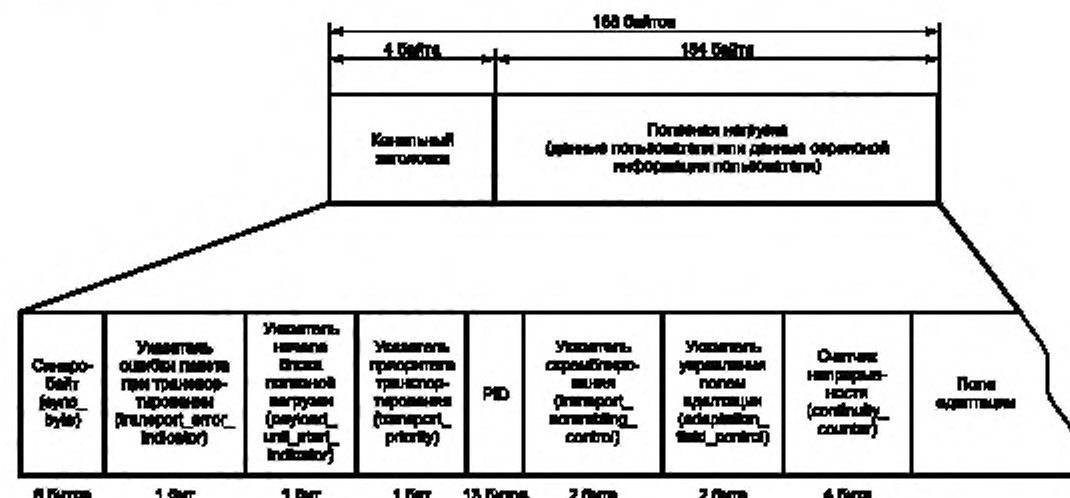 188 байтов
4 байта
184 байта
Канальный
заголовок
Полезная нагрузка
(данные пользователя или данные сервисной
информации пользователя)
Синхро-
байт
(sync_
byte)
Указатель
ошибки пакета
при транспор-
тировании
(transport_error_
indicator)
Указатель
начала
блока
полезной
нагрузки
(payload_
unit_start_
indicator)
Указатель
приоритета
транспор-
тирования
(transport_
priority)
PID
Указатель
скремблиро-
вания
(transport_
scrambling_
control)
Указатель
управления
полем
адаптации
(adaptation_
field_control)
Счетчик
непрерыв-
ности
(continuity_
counter)
Поле
адаптации
8 битов
1 бит
1 бит
1 бит
13 битов
2 бита
2 бита
4 бита